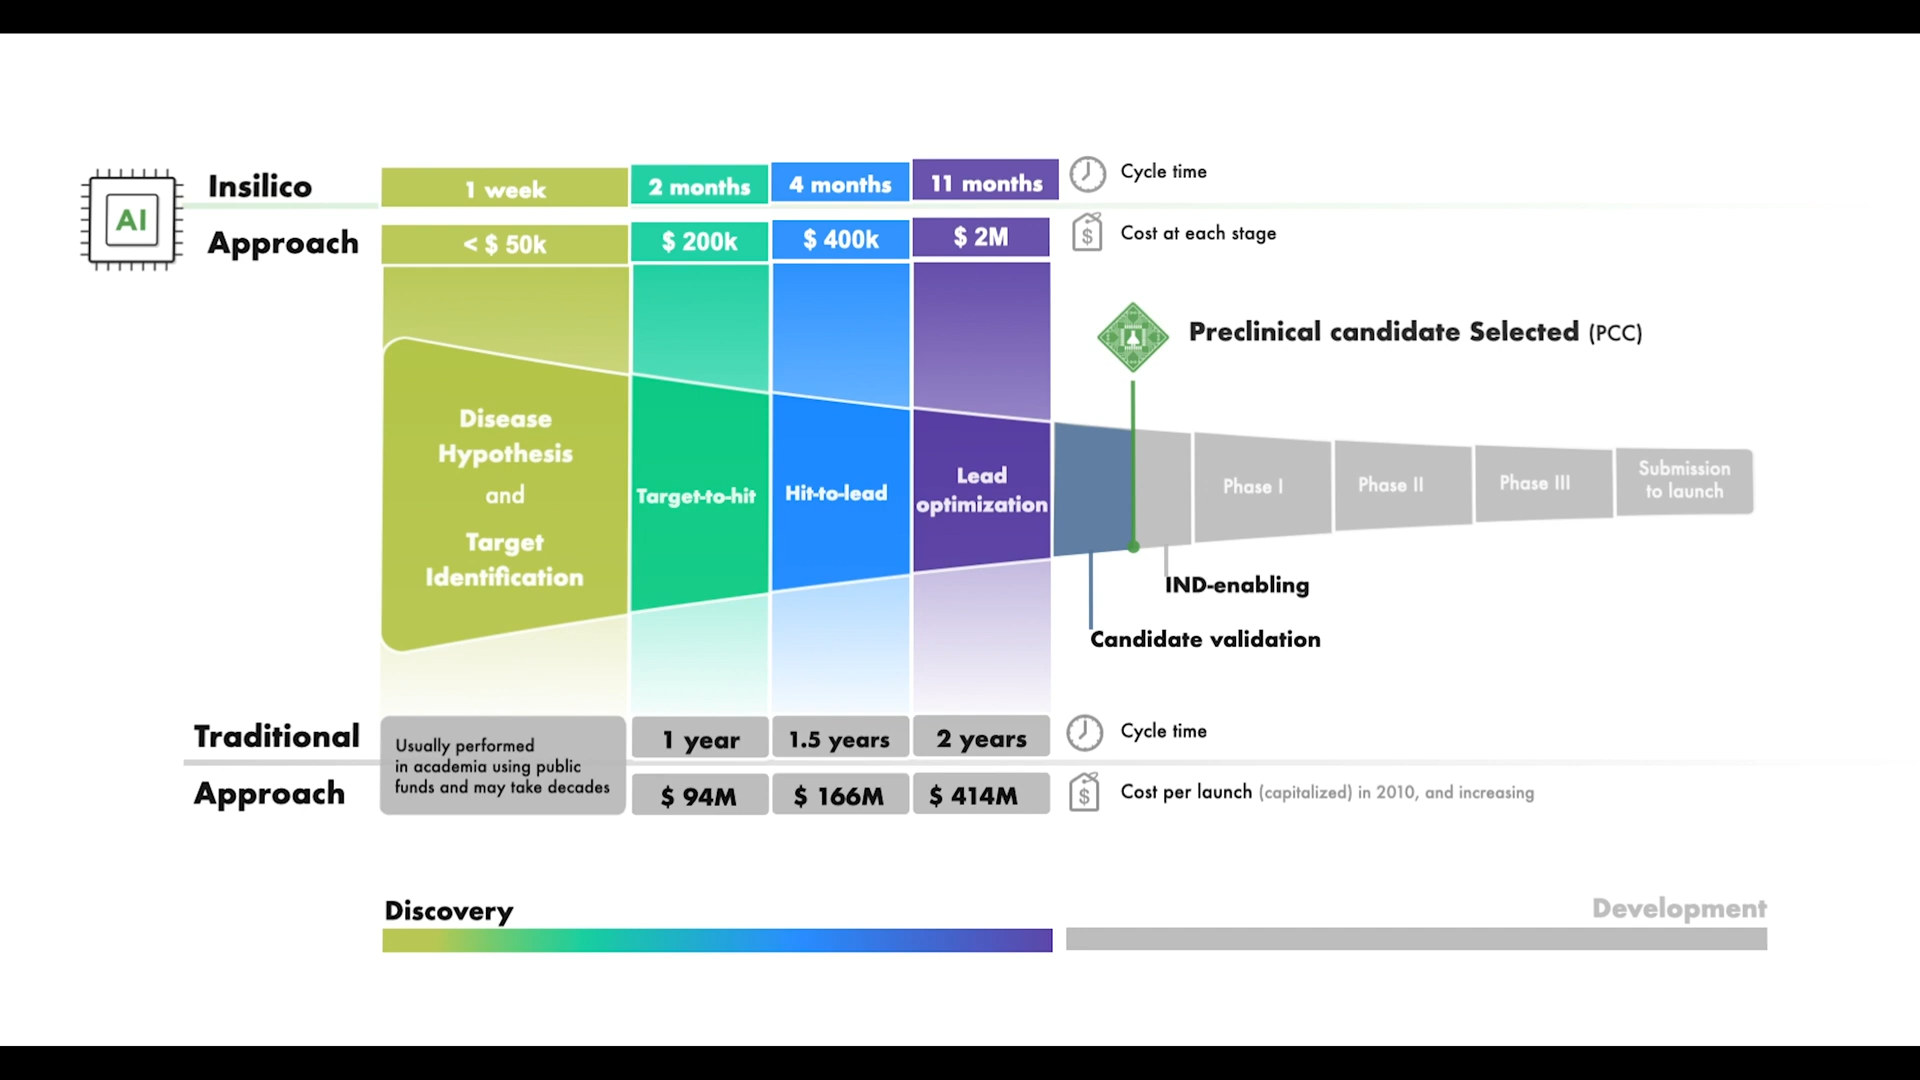 AI
Insilico
Approach
1 week
2 months
4 months
11 months
Cycle time
< $ 50k
$ 200k
$ 400k
$ 2M
Cost at each stage
Preclinical candidate Selected (PCC)
Disease
Hypothesis
and
Target
Identification
Target-to-hit
Hit-to-lead
Lead
optimization
Phase I
Phase II
Phase III
Submission
to launch
IND-enabling
Candidate validation
Traditional
Approach
Usually performed
in academia using public
funds and may take decades
1 year
1.5 years
2 years
Cycle time
$ 94M
$ 166M
$ 414M
Cost per launch (capitalized) in 2010, and increasing
Discovery
Development